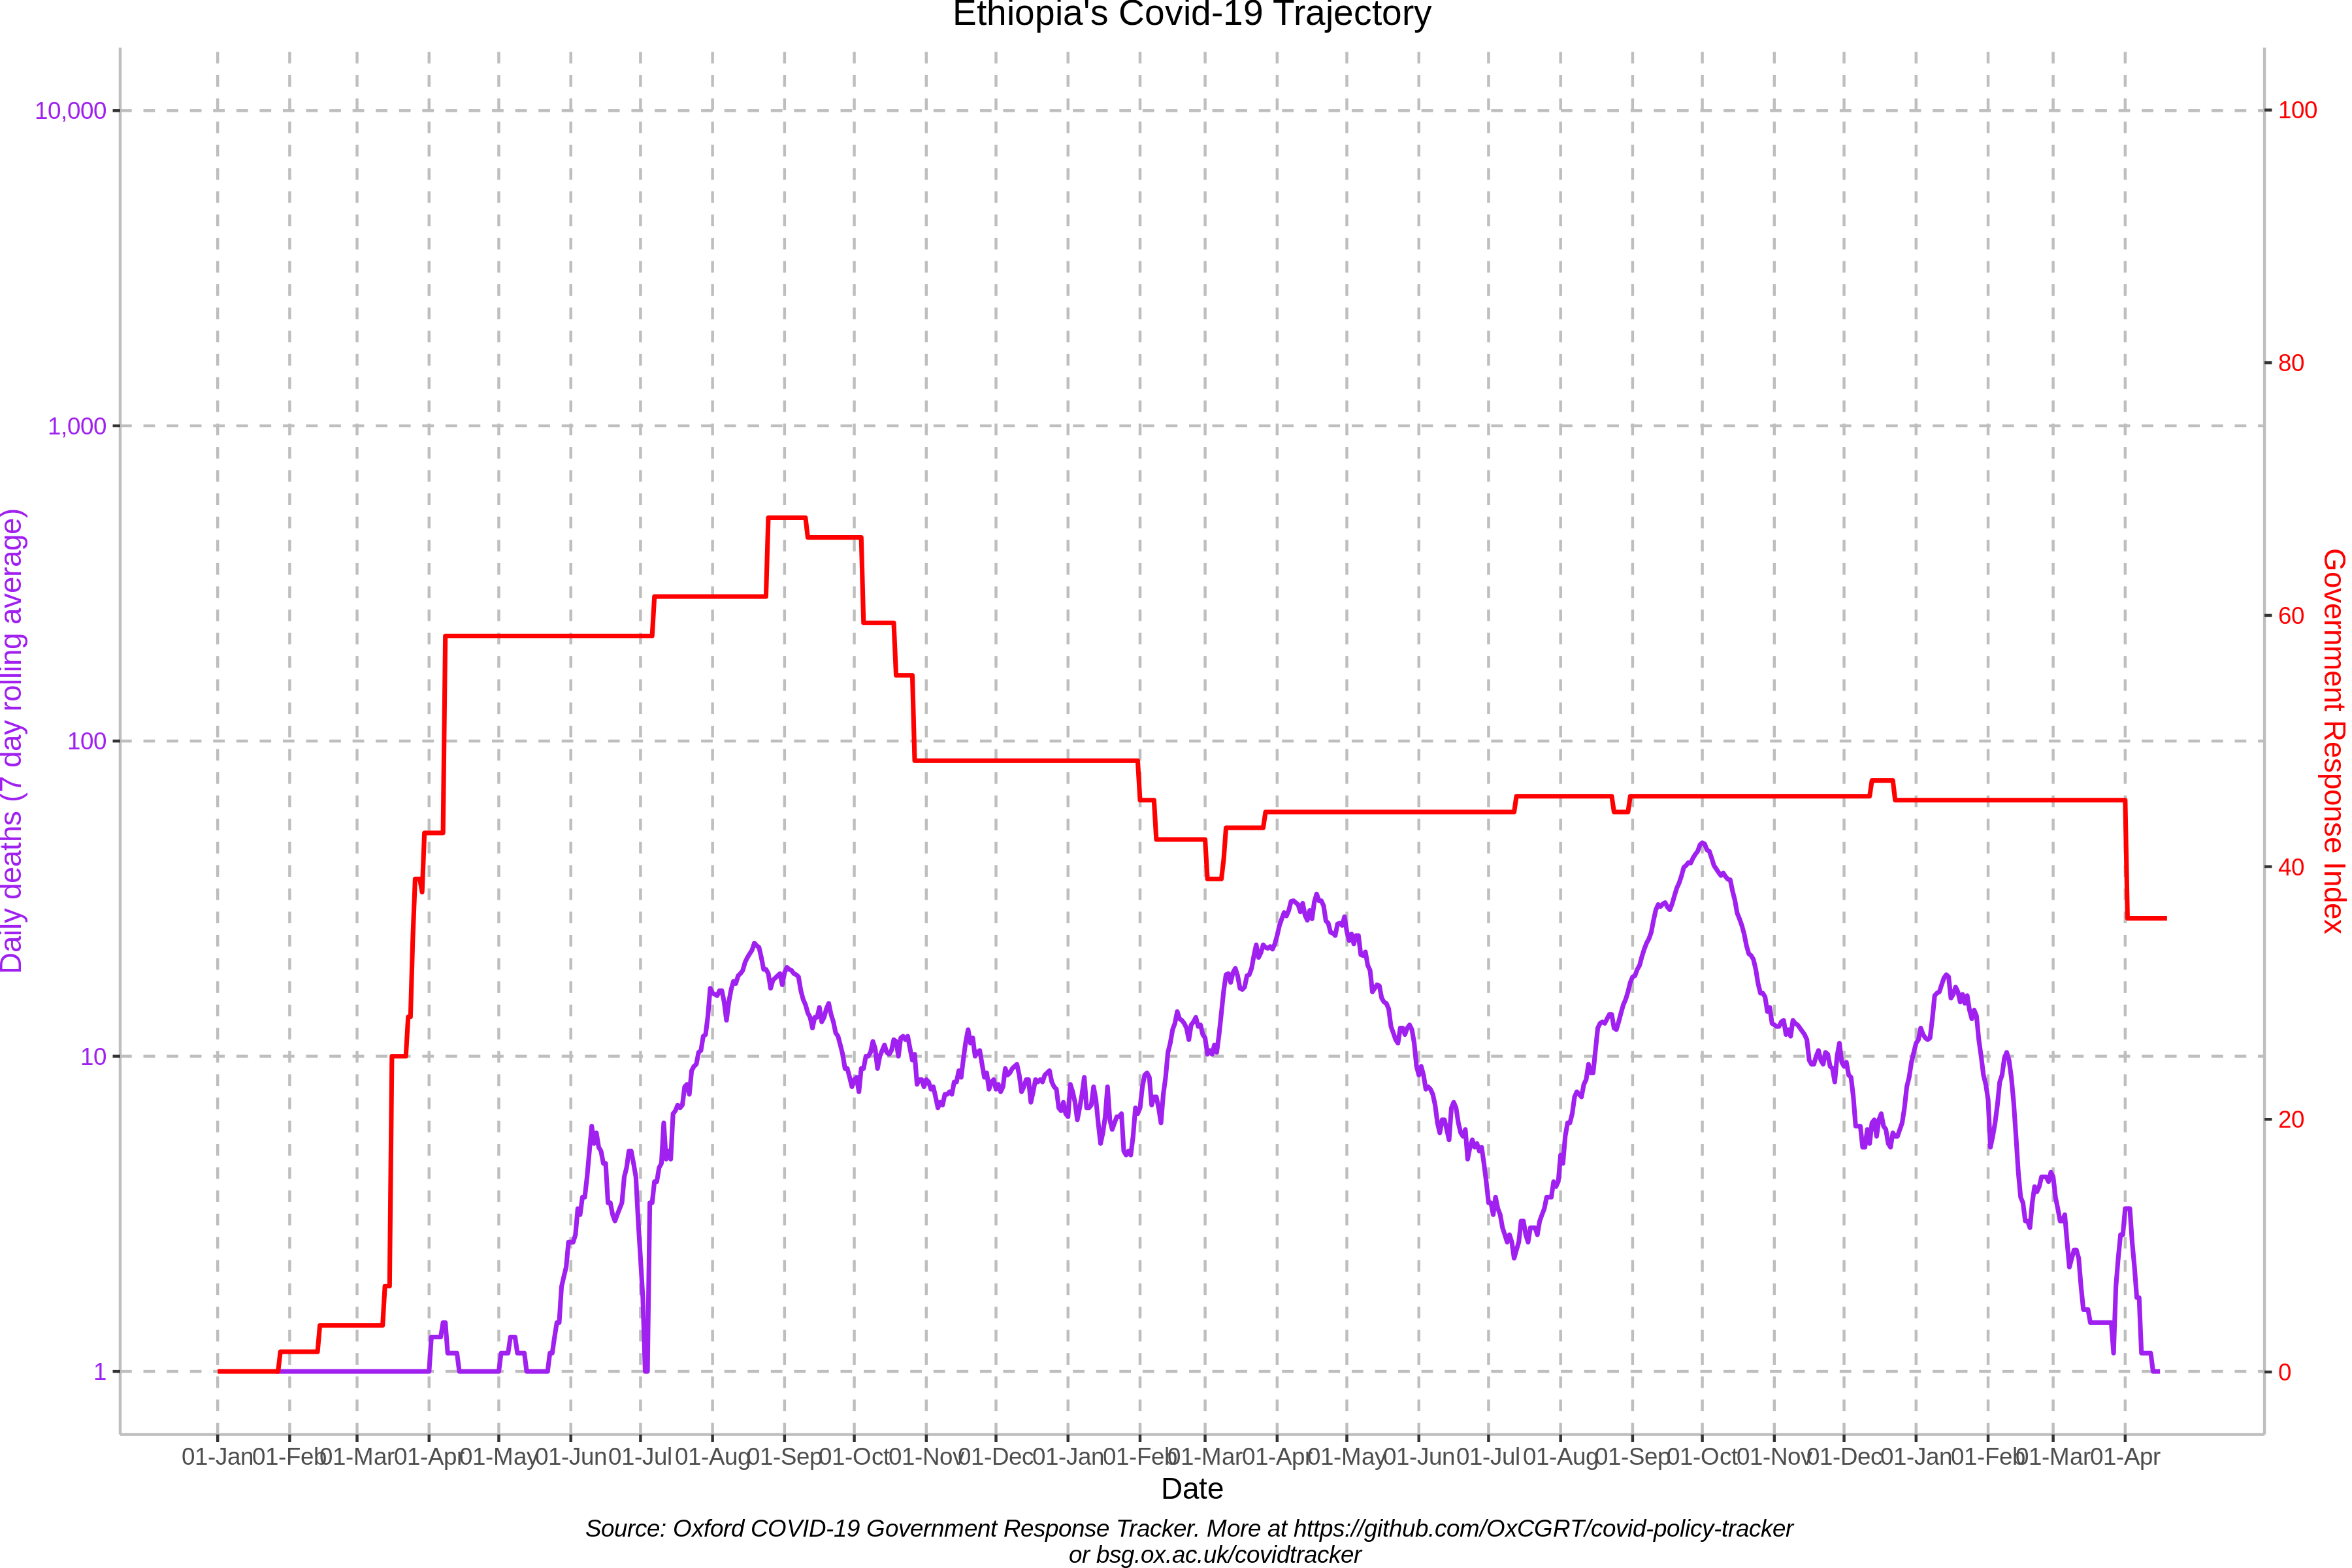 Ethiopia's Covid-19 Trajectory
10,000
1,000
100
10
1
Daily deaths (7 day rolling average)
100
80
60
40
20
0
Government Response Index
01-Jan 01-Feb 01-Mar 01-Apr 01-May 01-Jun 01-Jul 01-Aug 01-Sep 01-Oct 01-Nov 01-Dec 01-Jan 01-Feb 01-Mar 01-Apr 01-May 01-Jun 01-Jul 01-Aug 01-Sep 01-Oct 01-Nov 01-Dec 01-Jan 01-Feb 01-Mar 01-Apr
Date
Source: Oxford COVID-19 Government Response Tracker. More at https://github.com/OxCGRT/covid-policy-tracker
or bsg.ox.ac.uk/covidtracker